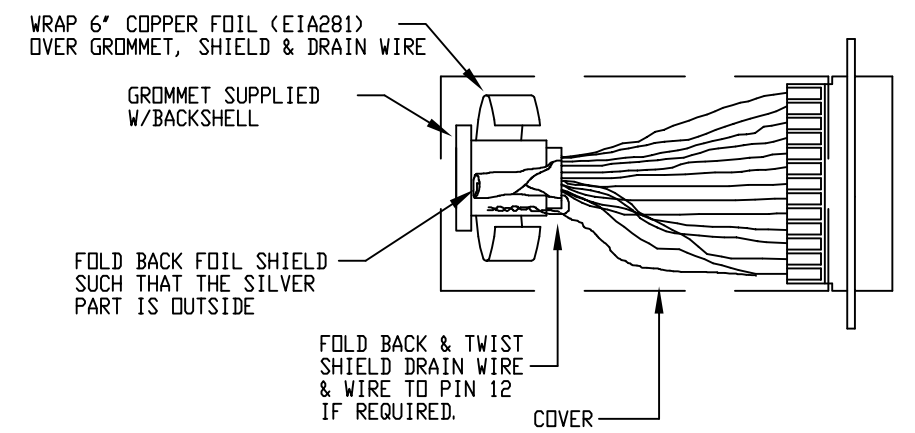 WRAP 6" COPPER FOIL (EIA281)
OVER GROMMET, SHIELD & DRAIN WIRE
GROMMET SUPPLIED
W/BACKSHELL
FOLD BACK FOIL SHIELD
SUCH THAT THE SILVER
PART IS OUTSIDE
FOLD BACK & TWIST
SHIELD DRAIN WIRE
& WIRE TO PIN 12
IF REQUIRED.
COVER